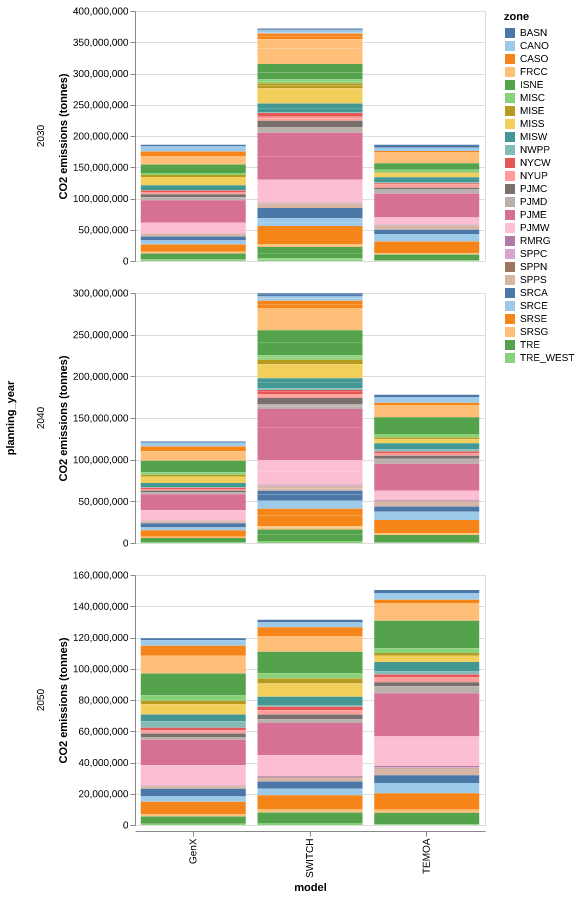 planning_year
2030
CO2 emissions (tonnes)
400,000,000
350,000,000
300,000,000
250,000,000
200,000,000
150,000,000
100,000,000
50,000,000
0
2040
CO2 emissions (tonnes)
300,000,000
250,000,000
200,000,000
150,000,000
100,000,000
50,000,000
0
2050
CO2 emissions (tonnes)
160,000,000
140,000,000
120,000,000
100,000,000
80,000,000
60,000,000
40,000,000
20,000,000
0
GenX
SWITCH
TEMOA
model
zone
BASN
CANO
CASO
FRCC
ISNE
MISC
MISE
MISS
MISW
NWPP
NYCW
NYUP
PJMC
PJMD
PJME
PJMW
RMRG
SPPC
SPPN
SPPS
SRCA
SRCE
SRSE
SRSG
TRE
TRE_WEST